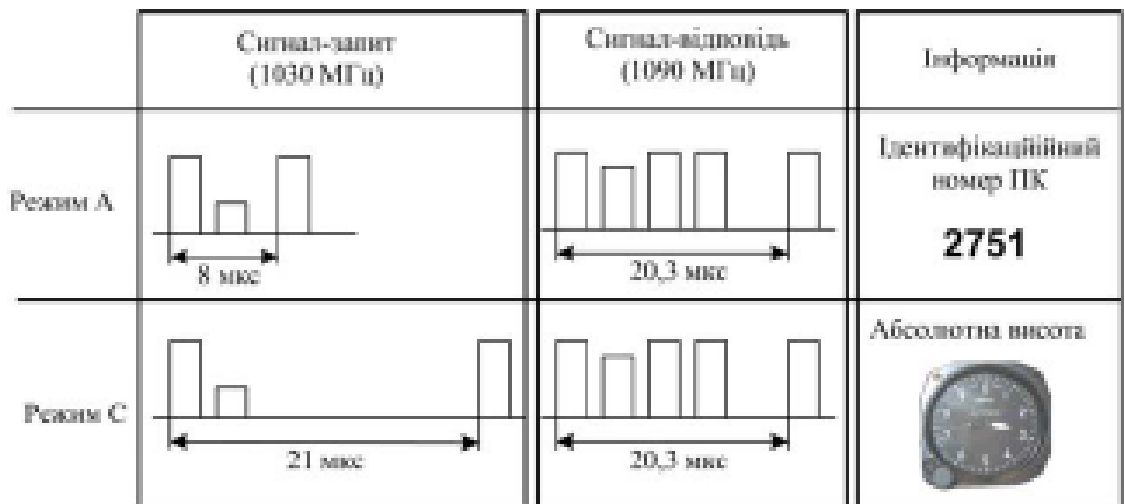 Сигнал-запит
(1030 МГц)
Сигнал-відповідь
(1090 МГц)
Інформація
Режим А
8 мкс
20,3 мкс
Ідентифікаційійний
номер ПК
2751
Режим С
21 мкс
20,3 мкс
Абсолютна висота